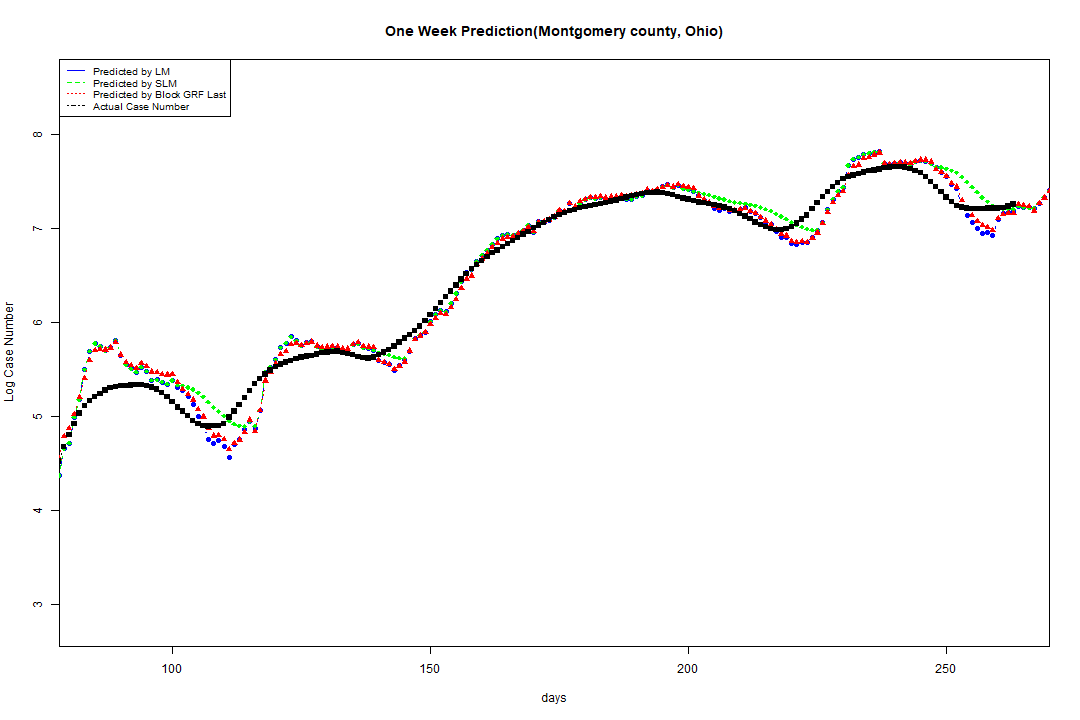 One Week Prediction(Montgomery county, Ohio)
Predicted by LM
Predicted by SLM
Predicted by Block GRF Last
Actual Case Number
8
7
6
5
4
3
Log Case Number
100 150 200 250
days